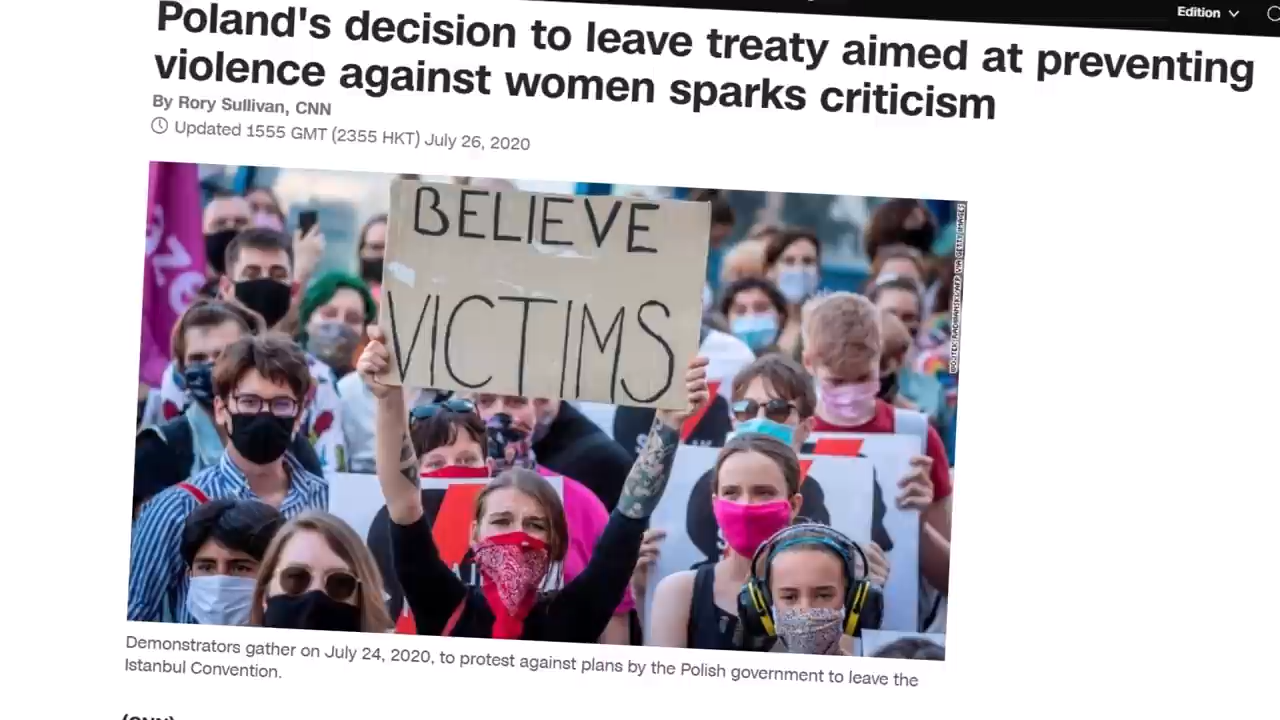 Edition
Poland's decision to leave treaty aimed at preventing
violence against women sparks criticism
By Rory Sullivan, CNN
Updated 1555 GMT (2355 HKT) July 26, 2020
BELIEVE
VICTIMS
Demonstrators gather on July 24, 2020, to protest against plans by the Polish government to leave the
Istanbul Convention.
(CNN)